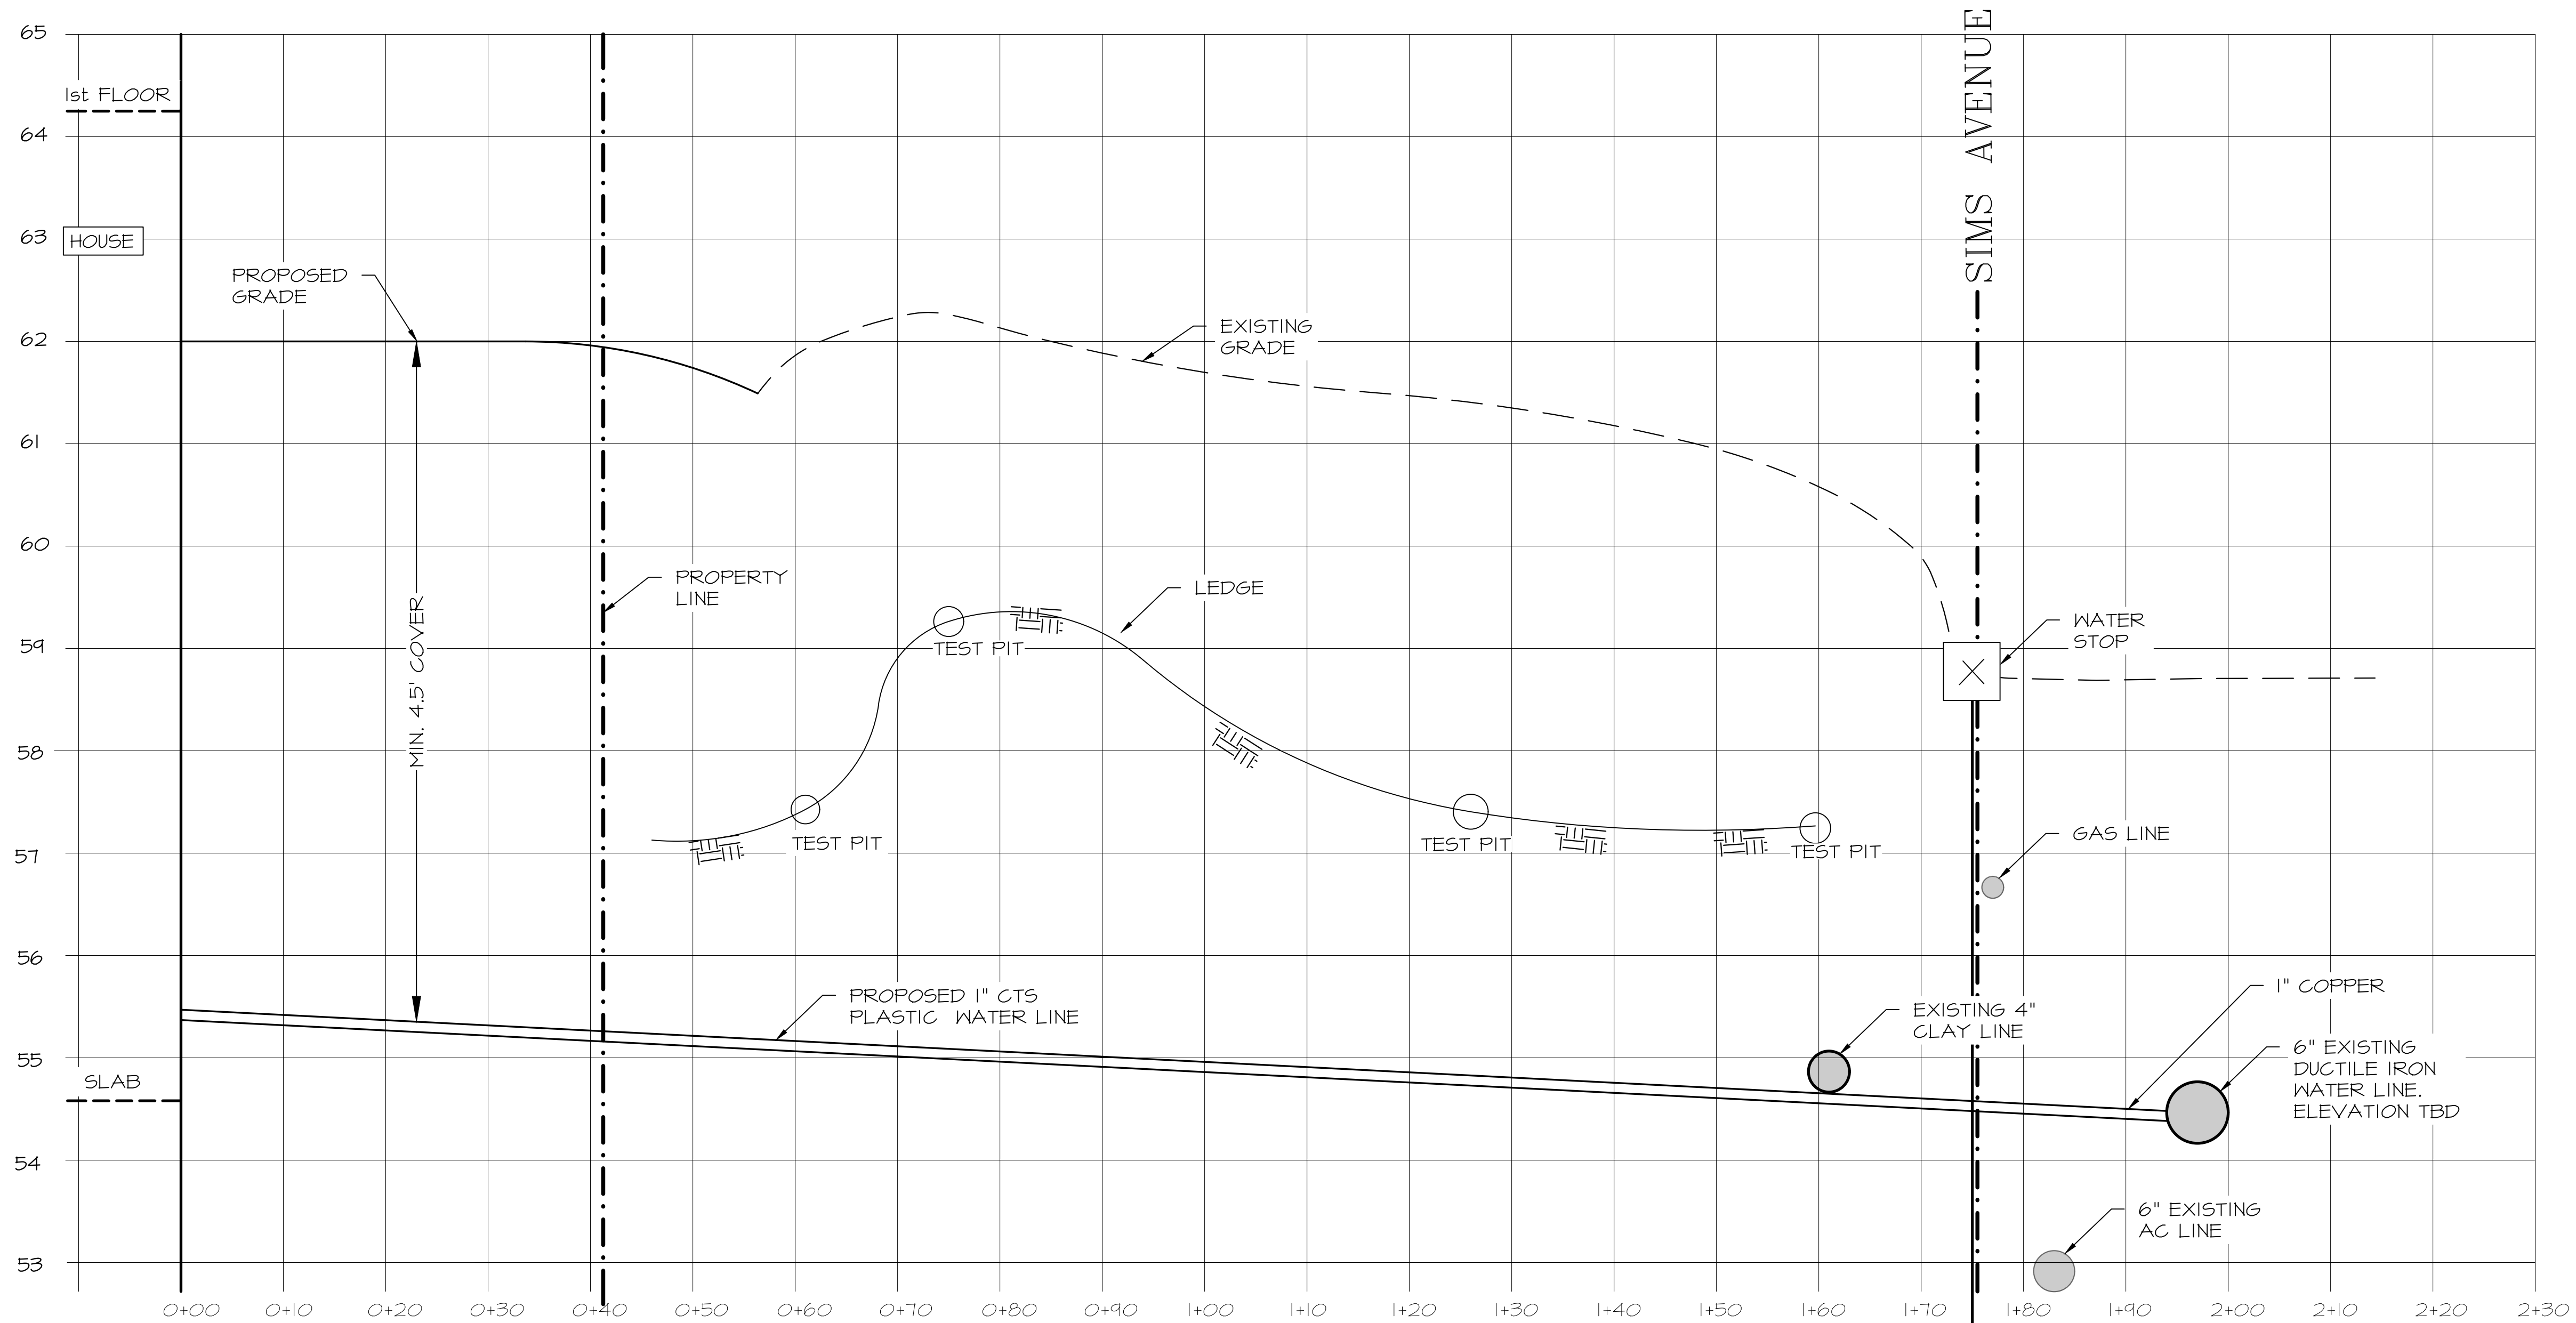 65
SIMS AVENUE
1st FLOOR
64
63
HOUSE
PROPOSED
GRADE
62
EXISTING
GRADE
61
60
PROPERTY
LINE
LEDGE
MIN. 4.5' COVER
59
TEST PIT
WATER
STOP
58
57
TEST PIT
TEST PIT
TEST PIT
GAS LINE
56
PROPOSED 1" CTS
PLASTIC WATER LINE
EXISTING 4"
CLAY LINE
1" COPPER
55
6" EXISTING
DUCTILE IRON
WATER LINE.
ELEVATION TBD
SLAB
54
6" EXISTING
AC LINE
53
0+00 0+10 0+20 0+30 0+40 0+50 0+60 0+70 0+80 0+90 1+00 1+10 1+20 1+30 1+40 1+50 1+60 1+70 1+80 1+90 2+00 2+10 2+20 2+30